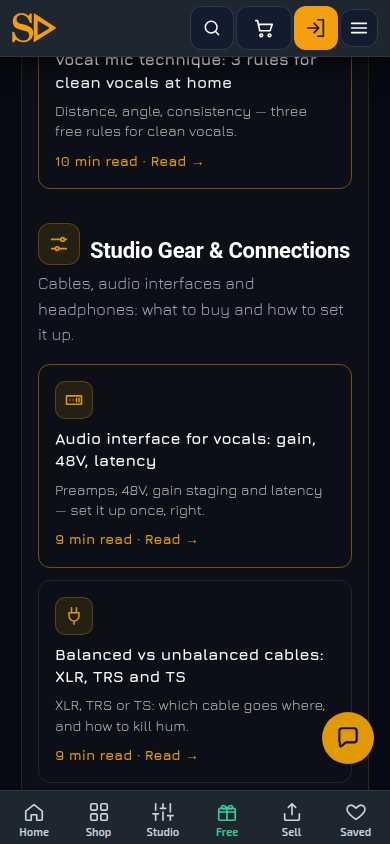 Vocal mic technique: 3 rules for
clean vocals at home
Distance, angle, consistency — three
free rules for clean vocals.
10 min read · Read →
Studio Gear & Connections
Cables, audio interfaces and
headphones: what to buy and how to set
it up.
Audio interface for vocals: gain,
48V, latency
Preamps, 48V, gain staging and latency
— set it up once, right.
9 min read · Read →
Balanced vs unbalanced cables:
XLR, TRS and TS
XLR, TRS or TS: which cable goes where,
and how to kill hum.
9 min read · Read →
Home Shop Studio Free Sell Saved